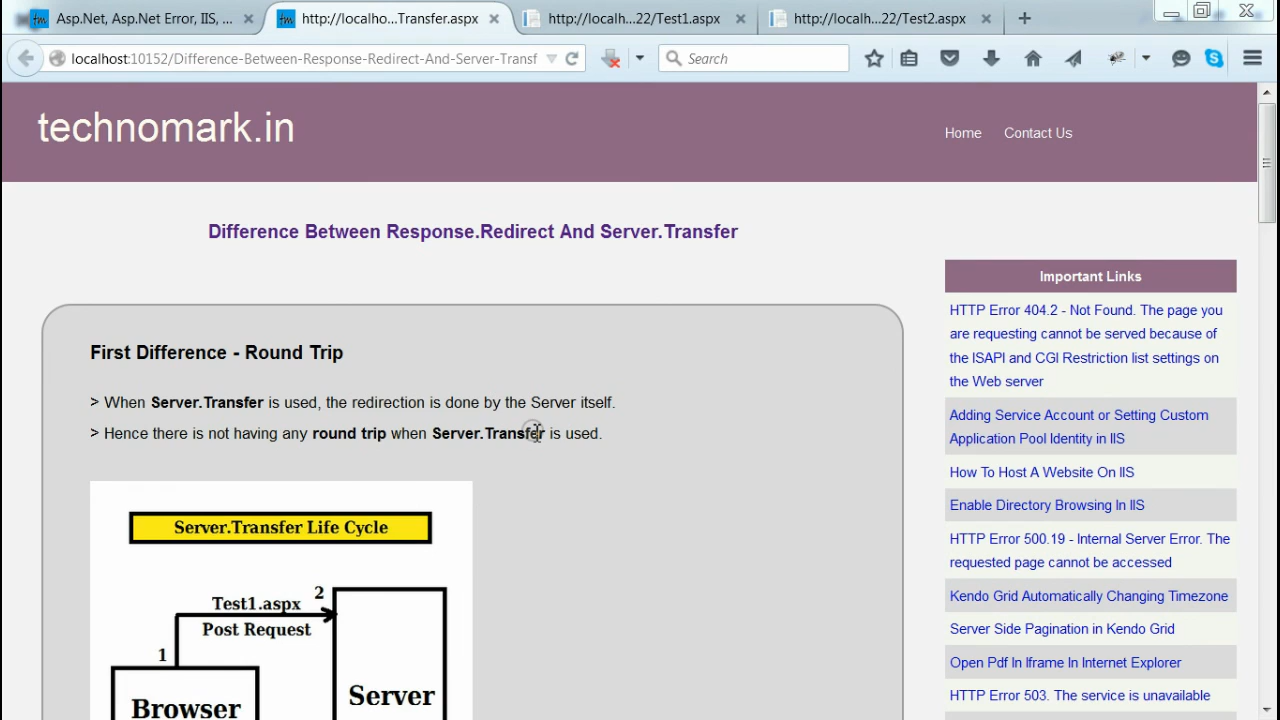 Asp.Net, Asp.Net Error, IIS, ...
http://localho...Transfer.aspx
http://localh...22/Test1.aspx
http://localh...22/Test2.aspx
localhost:10152/Difference-Between-Response-Redirect-And-Server-Transf
Search
technomark.in
Home
Contact Us
Difference Between Response.Redirect And Server.Transfer
First Difference - Round Trip
> When Server.Transfer is used, the redirection is done by the Server itself.
> Hence there is not having any round trip when Server.Transfer is used.
Server.Transfer Life Cycle
Test1.aspx
2
Post Request
1
Browser
Server
Important Links
HTTP Error 404.2 - Not Found. The page you
are requesting cannot be served because of
the ISAPI and CGI Restriction list settings on
the Web server
Adding Service Account or Setting Custom
Application Pool Identity in IIS
How To Host A Website On IIS
Enable Directory Browsing In IIS
HTTP Error 500.19 - Internal Server Error. The
requested page cannot be accessed
Kendo Grid Automatically Changing Timezone
Server Side Pagination in Kendo Grid
Open Pdf In Iframe In Internet Explorer
HTTP Error 503. The service is unavailable